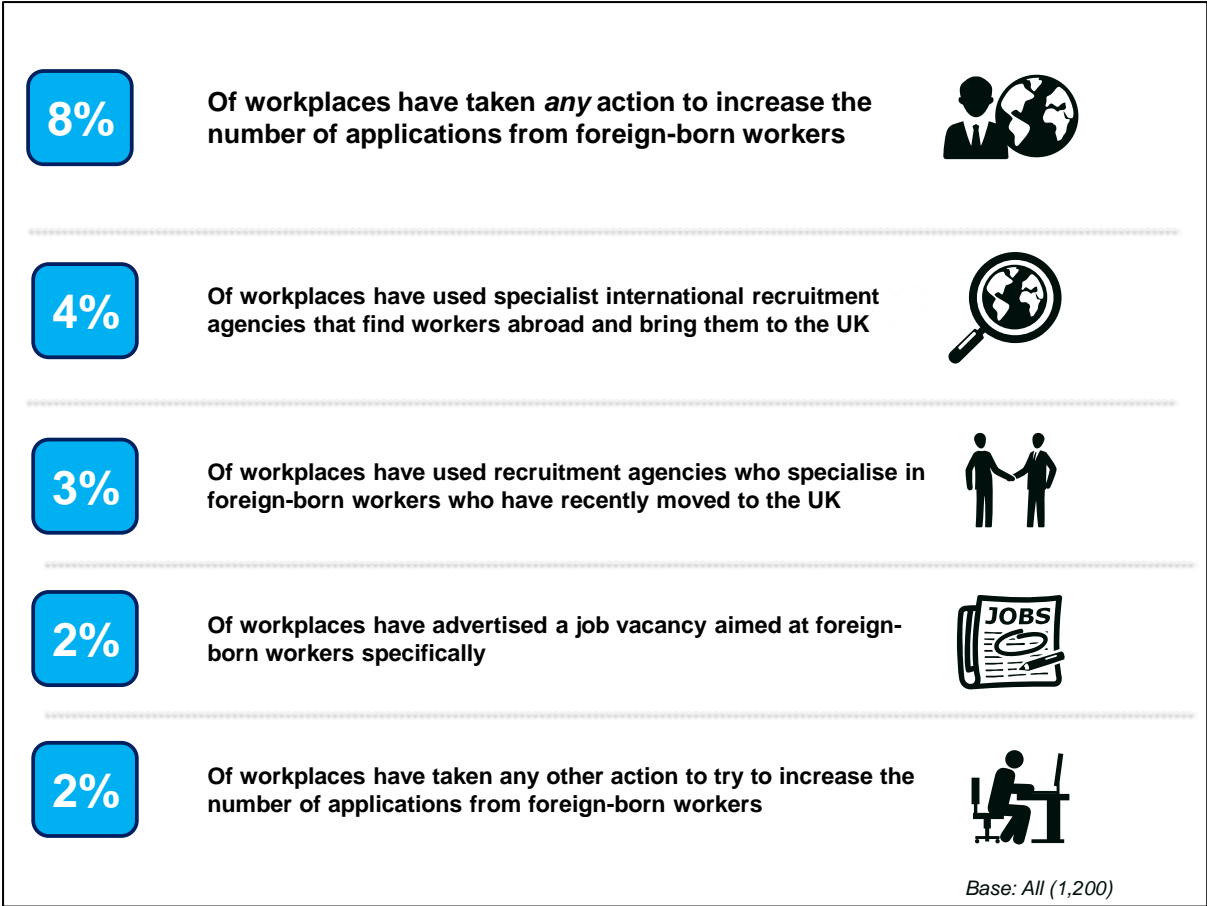 8%
Of workplaces have taken any action to increase the
number of applications from foreign-born workers
4%
Of workplaces have used specialist international recruitment
agencies that find workers abroad and bring them to the UK
3%
Of workplaces have used recruitment agencies who specialise in
foreign-born workers who have recently moved to the UK
2%
Of workplaces have advertised a job vacancy aimed at foreign-
born workers specifically
JOBS
2%
Of workplaces have taken any other action to try to increase the
number of applications from foreign-born workers
Base: All (1,200)